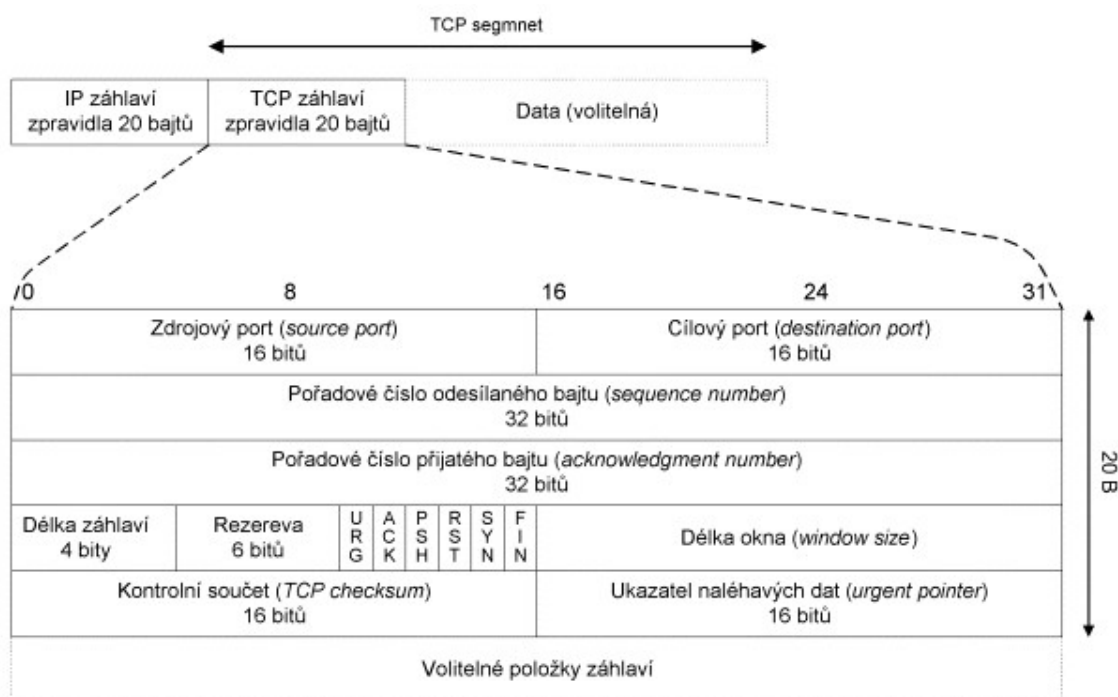 TCP segmnet
IP záhlaví
zpravidla 20 bajtů
TCP záhlaví
zpravidla 20 bajtů
Data (volitelná)
0 8 16 24 31
Zdrojový port (source port)
16 bitů
Cílový port (destination port)
16 bitů
Pořadové číslo odesílaného bajtu (sequence number)
32 bitů
Pořadové číslo přijatého bajtu (acknowledgment number)
32 bitů
Délka záhlaví
4 bity
Rezereva
6 bitů
URG
ACK
PSH
RST
SYN
FIN
Délka okna (window size)
Kontrolní součet (TCP checksum)
16 bitů
Ukazatel naléhavých dat (urgent pointer)
16 bitů
20 B
Volitelné položky záhlaví